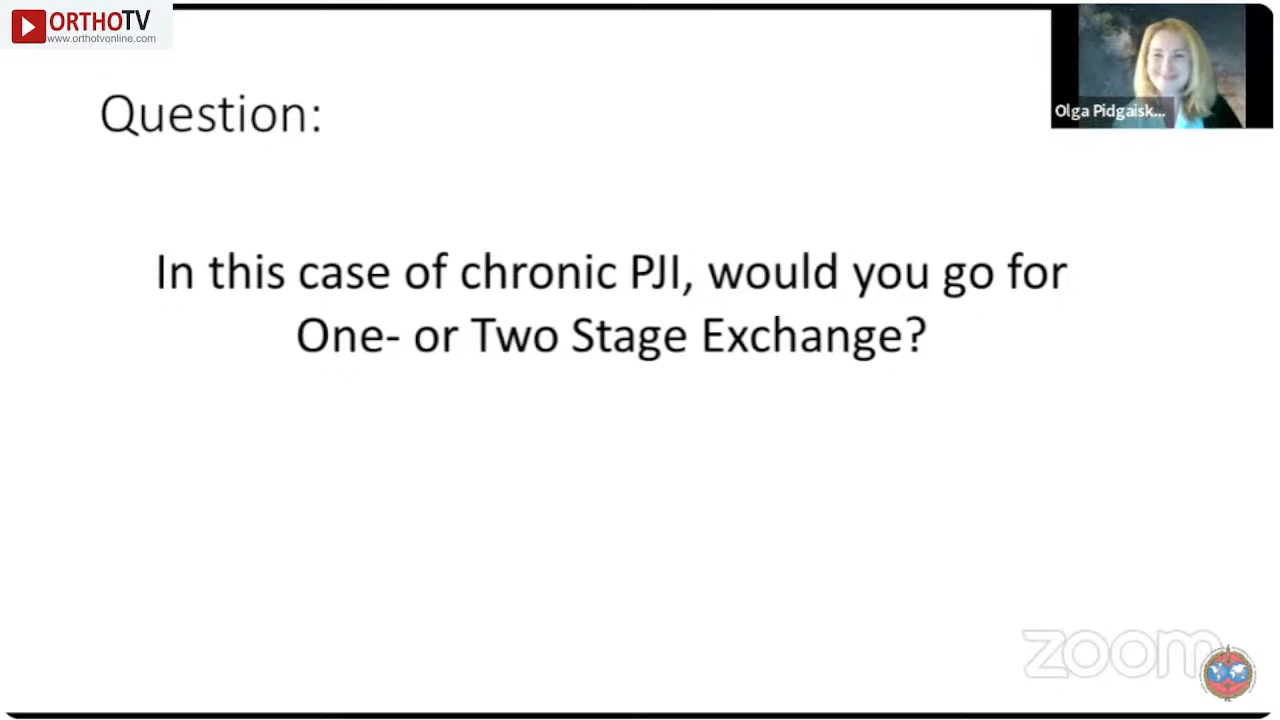 ORTHOTV
www.orthotvonline.com
Olga Pidgaisk...
Question:
In this case of chronic PJI, would you go for
One- or Two Stage Exchange?
zoom